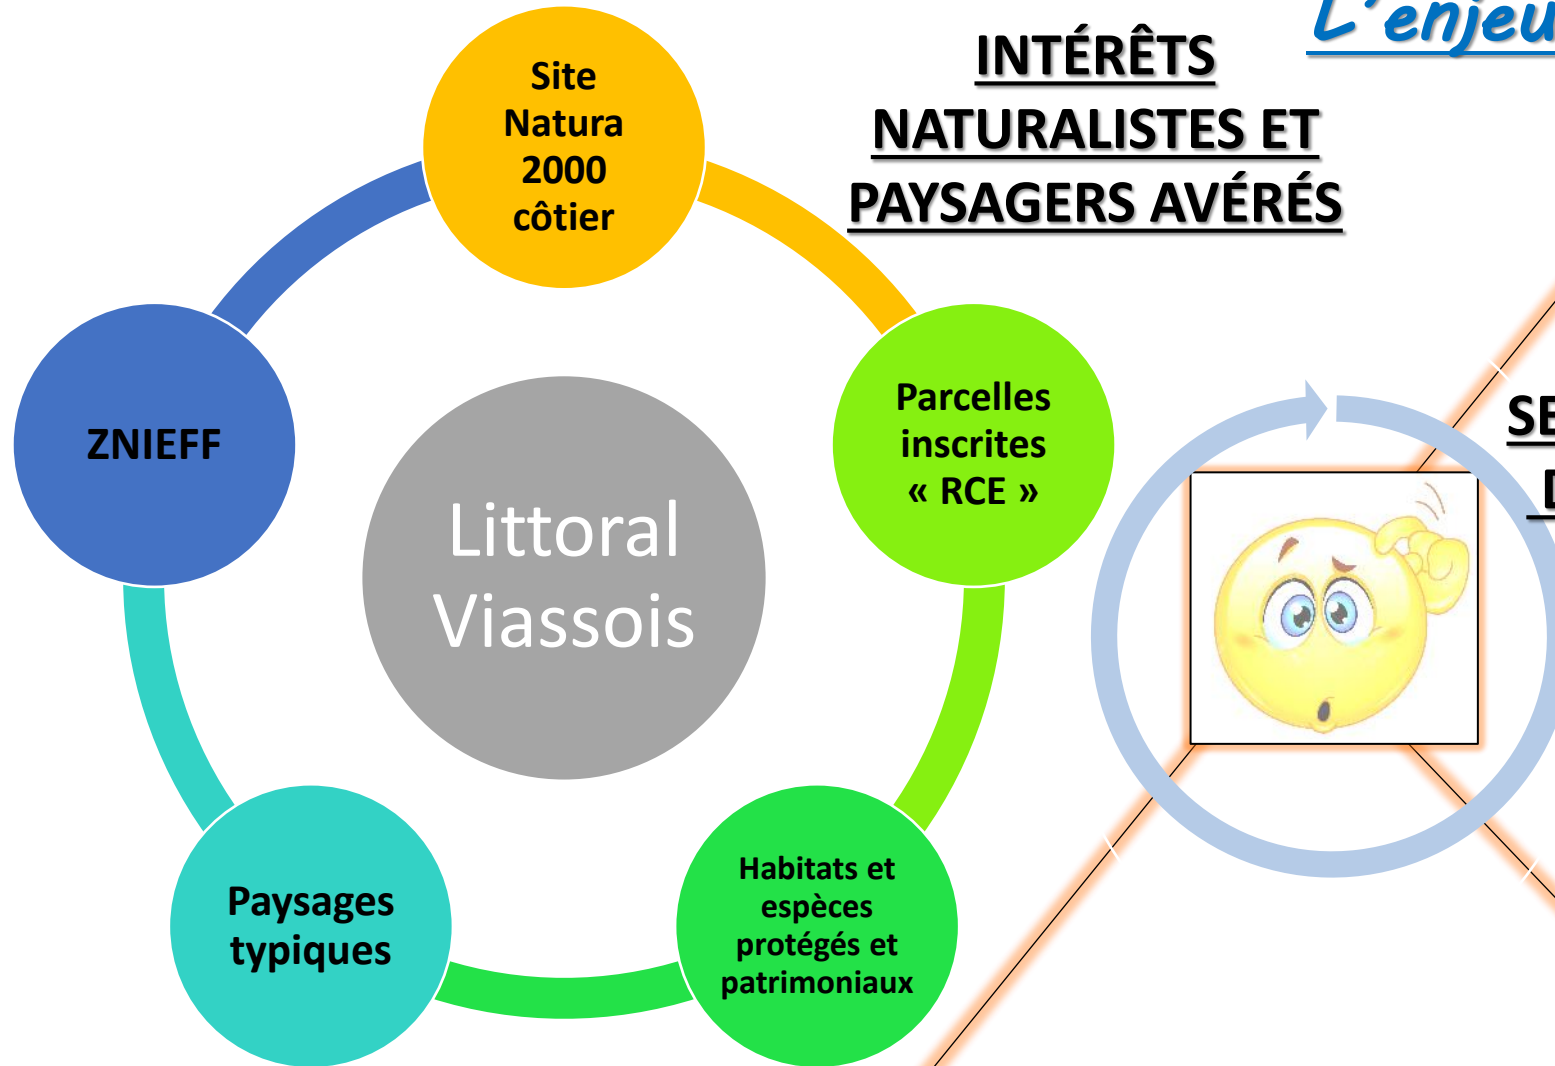 L'enjeu
INTÉRÊTS
NATURALISTES ET
PAYSAGERS AVÉRÉS
Site
Natura
2000
côtier
Parcelles
inscrites
« RCE »
Habitats et
espèces
protégés et
patrimoniaux
Paysages
typiques
ZNIEFF
Littoral
Viassois